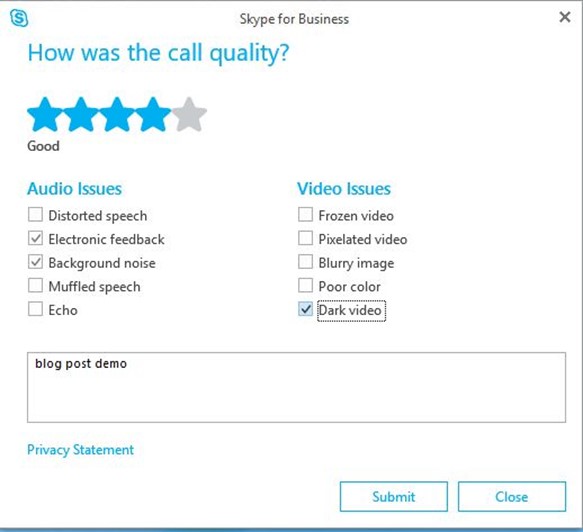 Skype for Business
How was the call quality?
Good
Audio Issues
Distorted speech
Electronic feedback
Background noise
Muffled speech
Echo
Video Issues
Frozen video
Pixelated video
Blurry image
Poor color
Dark video
blog post demo
Privacy Statement
Submit
Close